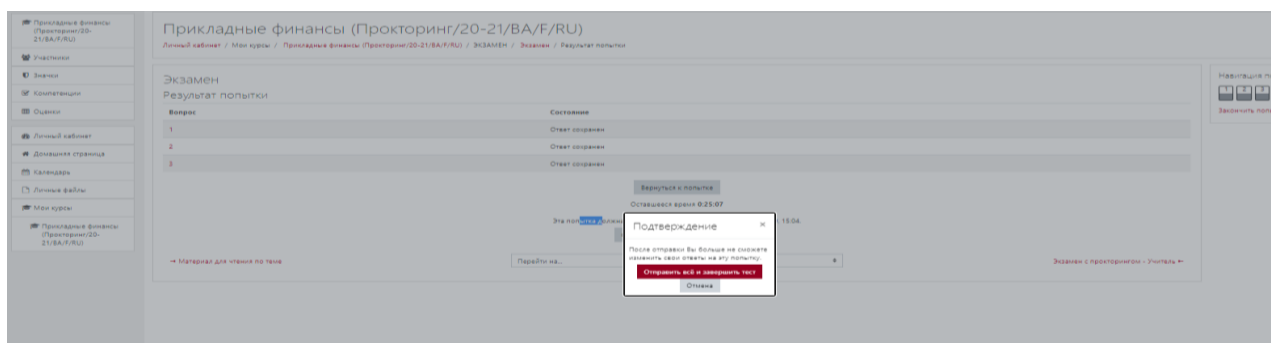 Прикладные финансы
(Прокторинг/20-
21/BA/F/RU)
Участники
Значки
Компетенции
Оценки
Личный кабинет
Домашняя страница
Календарь
Личные файлы
Мои курсы
Прикладные финансы
(Прокторинг/20-
21/BA/F/RU)
Прикладные финансы (Прокторинг/20-21/BA/F/RU)
Личный кабинет / Мои курсы / Прикладные финансы (Прокторинг/20-21/BA/F/RU) / ЭКЗАМЕН / Экзамен / Результат попытки
Экзамен
Результат попытки
Вопрос Состояние
1 Ответ сохранен
2 Ответ сохранен
3 Ответ сохранен
Вернуться к попытке
Оставшееся время 0:25:07
Эта попытка 15:04.
Подтверждение ×
После отправки Вы больше не сможете
изменить свои ответы на эту попытку.
Отправить всё и завершить тест
Отмена
← Материал для чтения по теме
Перейти на...
Экзамен с прокторингом - Учитель ←
Навигация
1 2 3
Закончить